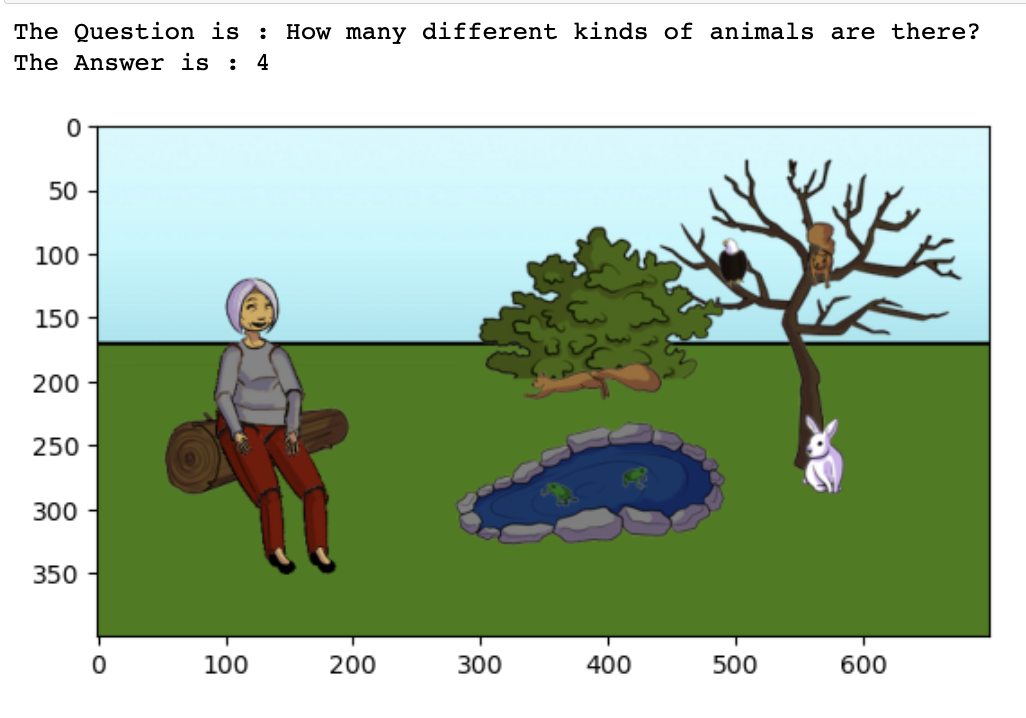 The Question is : How many different kinds of animals are there?
The Answer is : 4
0
50
100
150
200
250
300
350
0 100 200 300 400 500 600